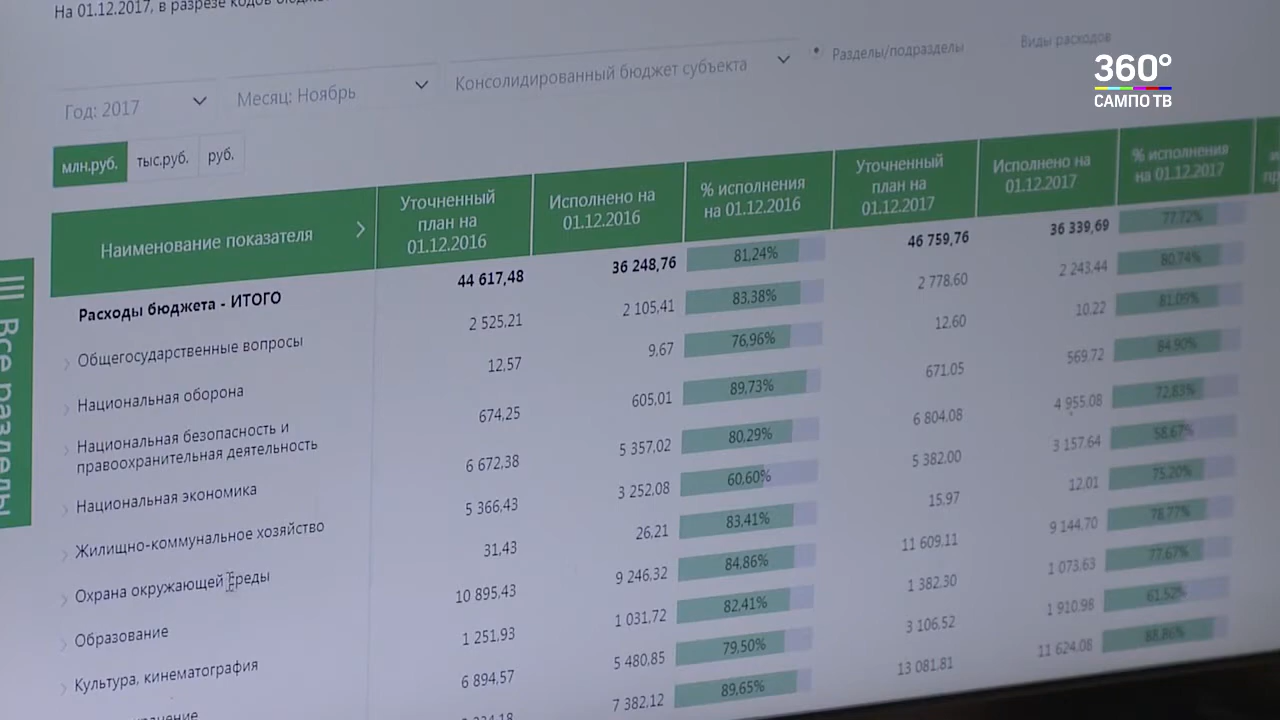 На 01.12.2017, в разрезе кодов
360°
САМПО ТВ
Год: 2017
Месяц: Ноябрь
Консолидированный бюджет субъекта
Разделы/подразделы
Виды расходов
млн.руб. тыс.руб. руб.
Наименование показателя
Уточненный план на 01.12.2016
Исполнено на 01.12.2016
% исполнения на 01.12.2016
Уточненный план на 01.12.2017
Исполнено на 01.12.2017
% исполнения на 01.12.2017
Все разделы
Расходы бюджета - ИТОГО 44 617,48 36 248,76 81,24% 46 759,76 36 339,69 77,72%
Общегосударственные вопросы 2 525,21 2 105,41 83,38% 2 778,60 2 243,44 80,74%
Национальная оборона 12,57 9,67 76,96% 12,60 10,22 81,09%
Национальная безопасность и
правоохранительная деятельность 674,25 605,01 89,73% 671,05 569,72 84,90%
Национальная экономика 6 672,38 5 357,02 80,29% 6 804,08 4 955,08 72,83%
Жилищно-коммунальное хозяйство 5 366,43 3 252,08 60,60% 5 382,00 3 157,64 58,67%
Охрана окружающей среды 31,43 26,21 83,41% 15,97 12,01 75,20%
Образование 10 895,43 9 246,32 84,86% 11 609,11 9 144,70 78,77%
Культура, кинематография 1 251,93 1 031,72 82,41% 1 382,30 1 073,63 77,67%
6 894,57 5 480,85 79,50% 3 106,52 1 910,98 61,52%
7 382,12 89,65% 13 081,81 11 624,08 88,86%